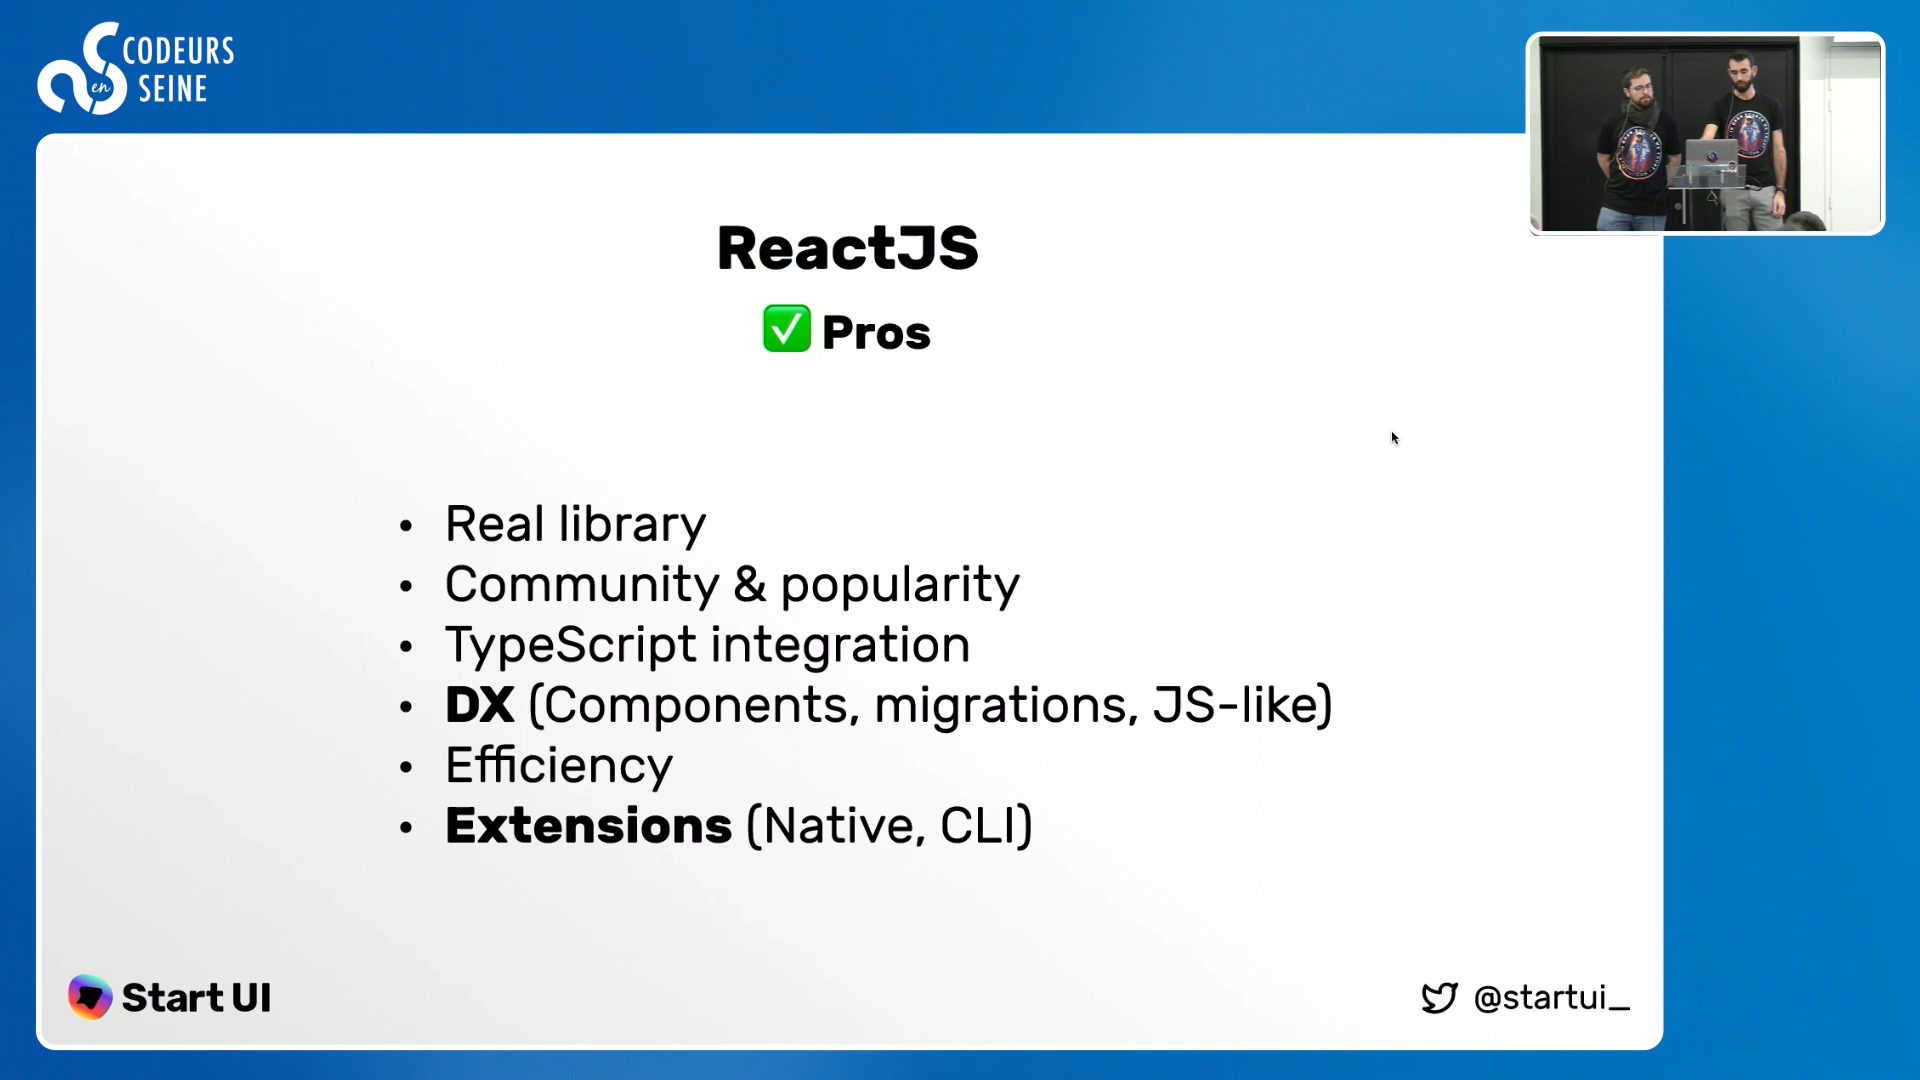 CODEURS
en
SEINE
ReactJS
✅ Pros
• Real library
• Community & popularity
• TypeScript integration
• DX (Components, migrations, JS-like)
• Efficiency
• Extensions (Native, CLI)
Start UI
@startui_